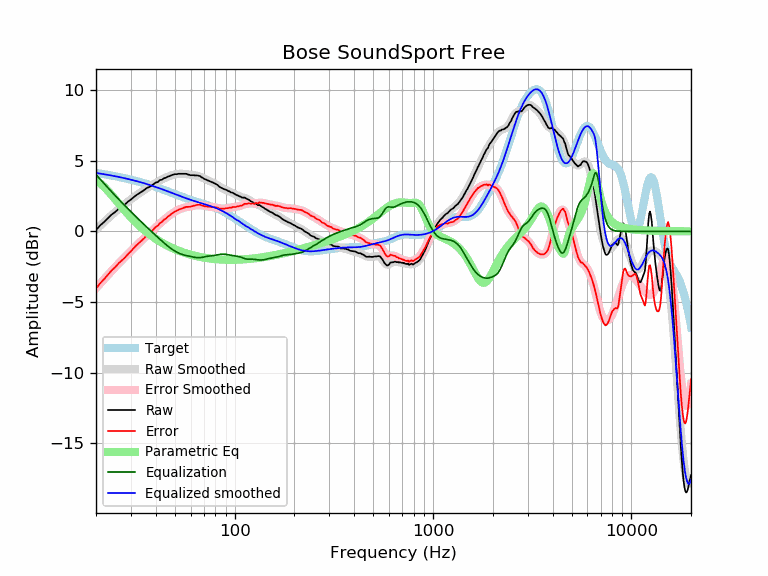 Bose SoundSport Free
Amplitude (dBr)
10
5
0
−5
−10
−15
Target
Raw Smoothed
Error Smoothed
Raw
Error
Parametric Eq
Equalization
Equalized smoothed
100
1000
10000
Frequency (Hz)